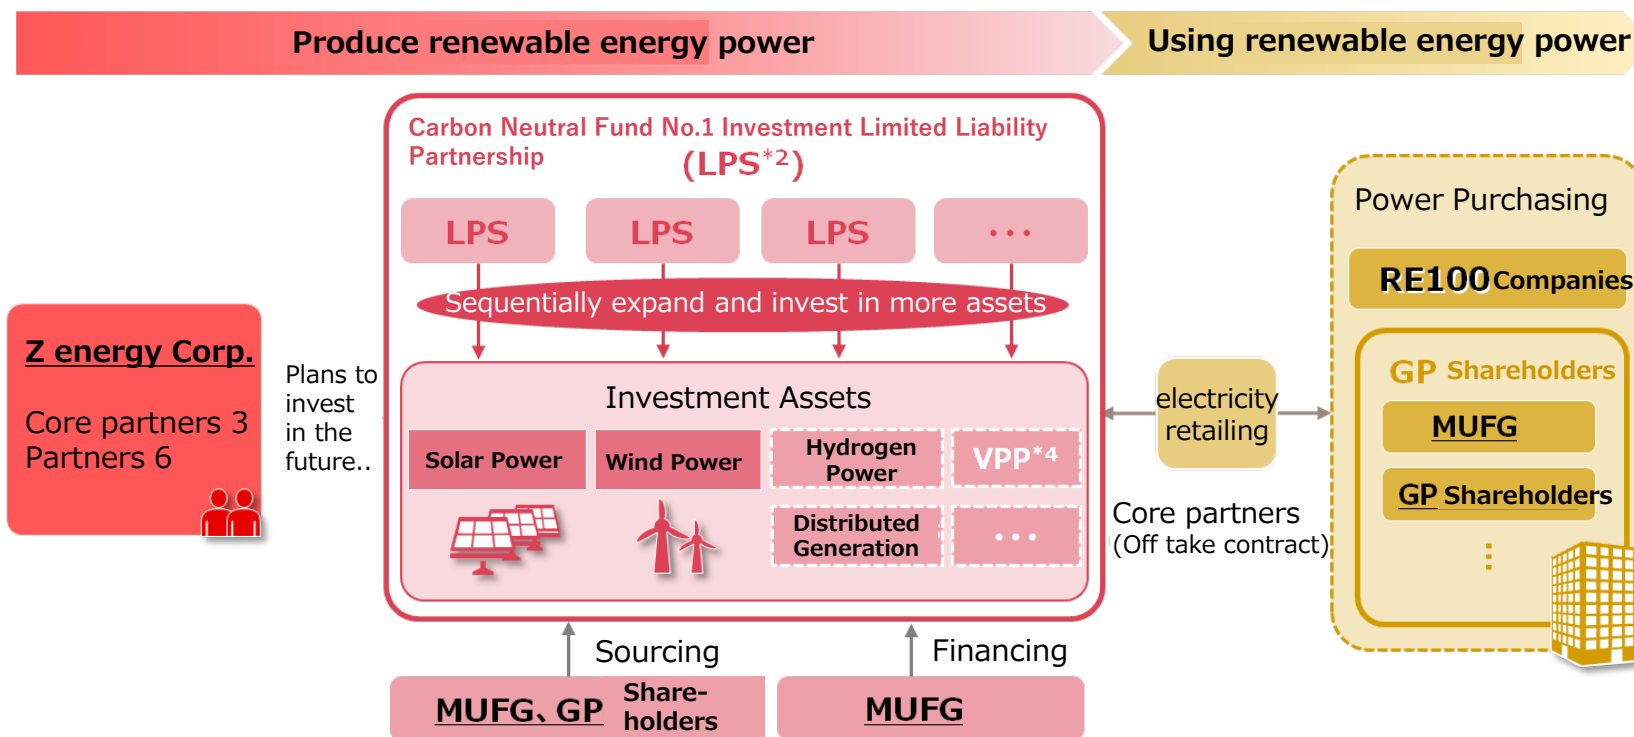 Produce renewable energy power
Using renewable energy power
Carbon Neutral Fund No.1 Investment Limited Liability
Partnership
(LPS*2)
LPS
LPS
LPS
···
Sequentially expand and invest in more assets
Z energy Corp.
Core partners 3
Partners 6
Plans to
invest
in the
future..
Investment Assets
Solar Power
Wind Power
Hydrogen
Power
VPP*4
Distributed
Generation
···
Sourcing
Financing
MUFG、GP Share-
holders
MUFG
electricity
retailing
Core partners
(Off take contract)
Power Purchasing
RE100 Companies
GP Shareholders
MUFG
GP Shareholders
⋮